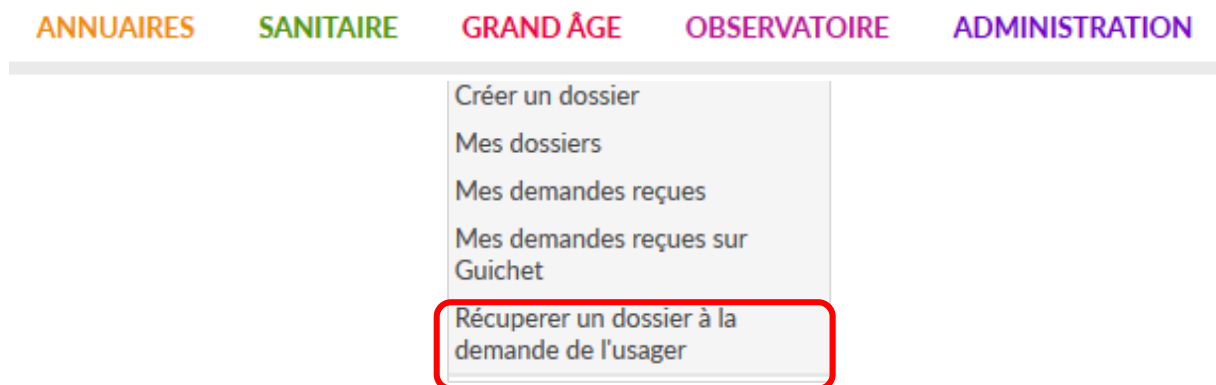 ANNUAIRES SANITAIRE GRAND ÂGE OBSERVATOIRE ADMINISTRATION
Créer un dossier
Mes dossiers
Mes demandes reçues
Mes demandes reçues sur
Guichet
Récuperer un dossier à la
demande de l'usager